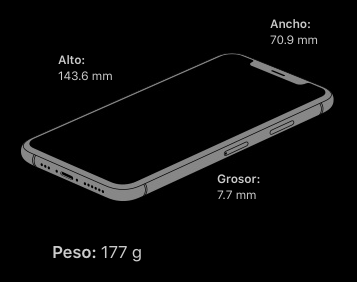 Ancho:
70.9 mm
Alto:
143.6 mm
Grosor:
7.7 mm
Peso: 177 g